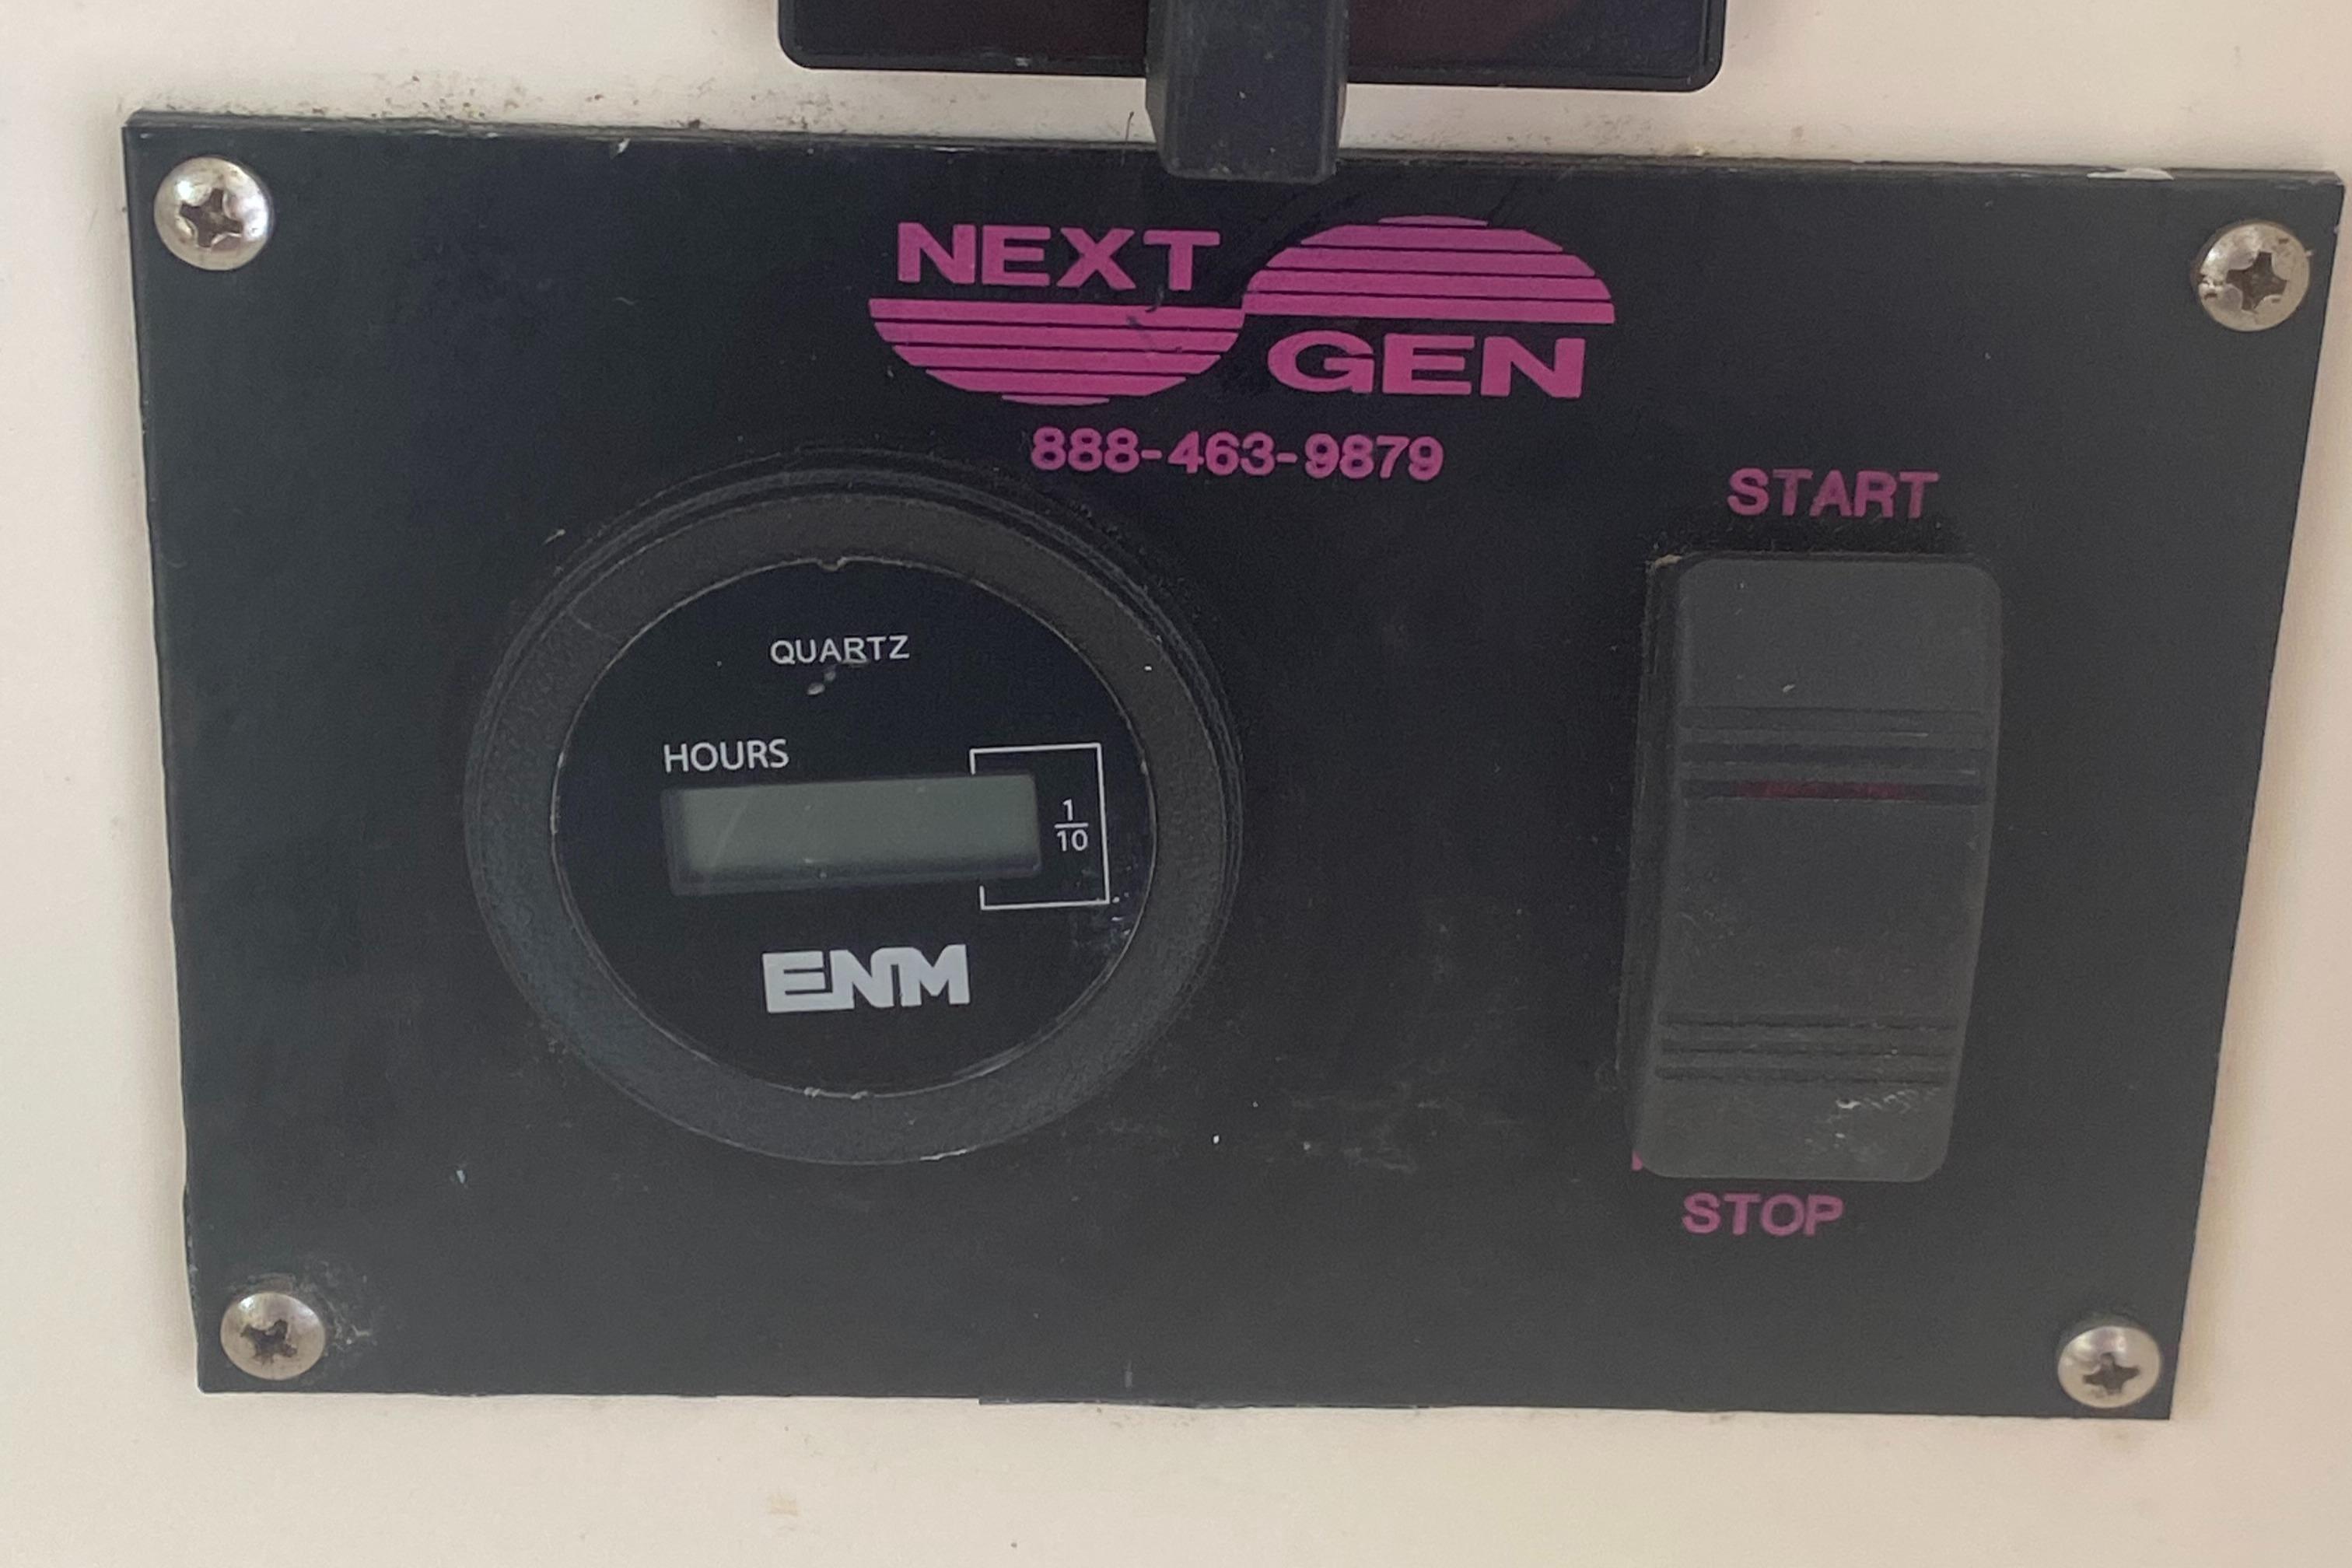 NEXT
GEN
888-463-9879
START
QUARTZ
HOURS
1
10
ENM
STOP